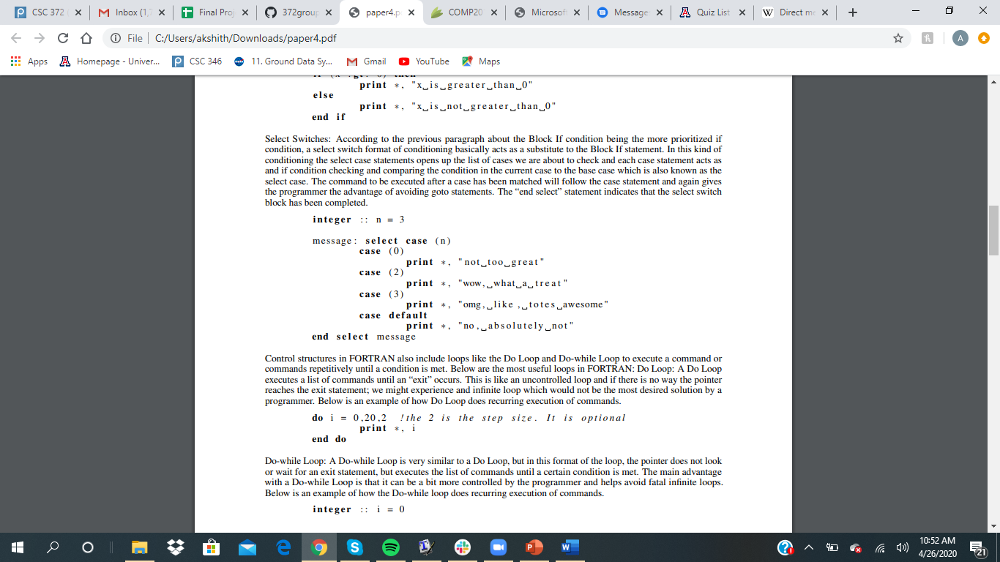 CSC 372
Inbox (1,
Final Proj
372group
paper4.p
COMP20
Microsof
Message
Quiz List
Direct me
File | C:/Users/akshith/Downloads/paper4.pdf
A
Apps
Homepage - Univer...
CSC 346
11. Ground Data Sy...
Gmail
YouTube
Maps
print *, "x␣is␣greater␣than␣0"
else
print *, "x␣is␣not␣greater␣than␣0"
end if
Select Switches: According to the previous paragraph about the Block If condition being the more prioritized if
condition, a select switch format of conditioning basically acts as a substitute to the Block If statement. In this kind of
conditioning the select case statements opens up the list of cases we are about to check and each case statement acts as
and if condition checking and comparing the condition in the current case to the base case which is also known as the
select case. The command to be executed after a case has been matched will follow the case statement and again gives
the programmer the advantage of avoiding goto statements. The “end select” statement indicates that the select switch
block has been completed.
integer :: n = 3
message: select case (n)
case (0)
print *, "not␣too␣great"
case (2)
print *, "wow,␣what␣a␣treat"
case (3)
print *, "omg,␣like,␣totes␣awesome"
case default
print *, "no,␣absolutely␣not"
end select message
Control structures in FORTRAN also include loops like the Do Loop and Do-while Loop to execute a command or
commands repetitively until a condition is met. Below are the most useful loops in FORTRAN: Do Loop: A Do Loop
executes a list of commands until an “exit” occurs. This is like an uncontrolled loop and if there is no way the pointer
reaches the exit statement; we might experience and infinite loop which would not be the most desired solution by a
programmer. Below is an example of how Do Loop does recurring execution of commands.
do i = 0,20,2 !the 2 is the step size. It is optional
print *, i
end do
Do-while Loop: A Do-while Loop is very similar to a Do Loop, but in this format of the loop, the pointer does not look
or wait for an exit statement, but executes the list of commands until a certain condition is met. The main advantage
with a Do-while Loop is that it can be a bit more controlled by the programmer and helps avoid fatal infinite loops.
Below is an example of how the Do-while loop does recurring execution of commands.
integer :: i = 0
10:52 AM
4/26/2020
21